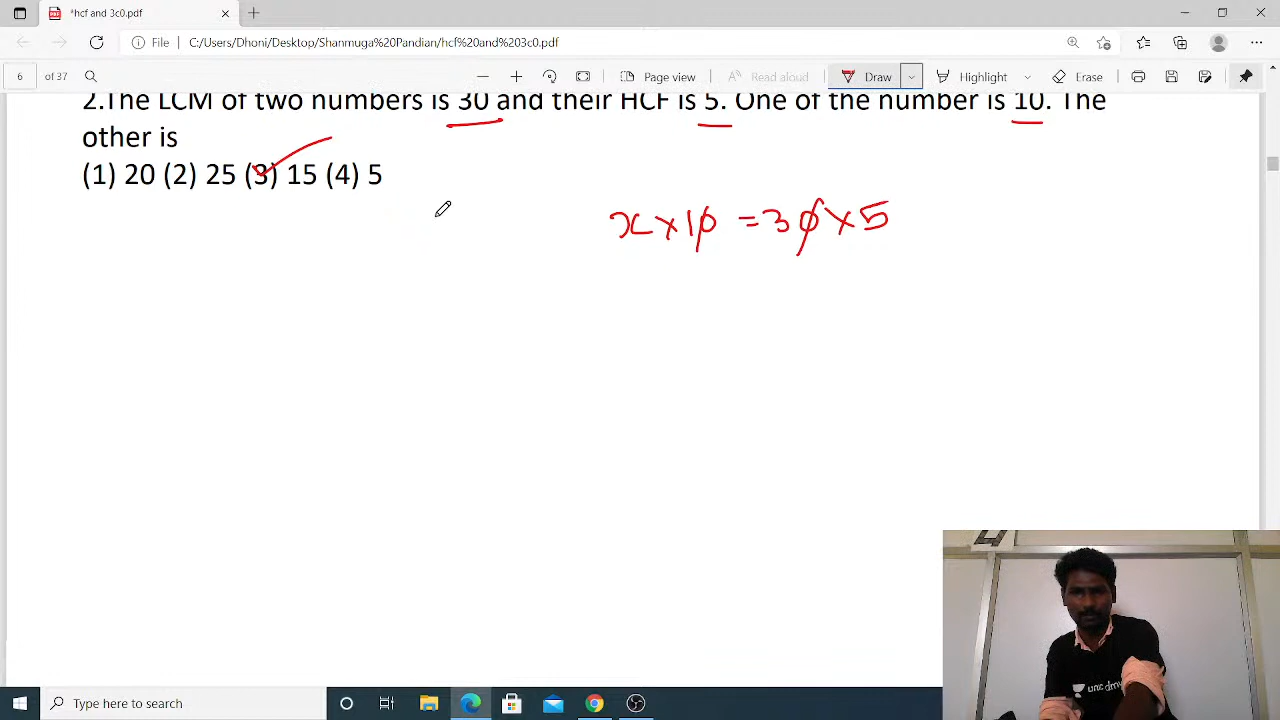 *hcf and 3c0.pdf
File C:/Users/Dhoni/Desktop/Shanmuga%20Pandian/hcf%20and%203c0.pdf
6 of 37 Page view Read aloud Draw Highlight Erase
2.The LCM of two numbers is 30 and their HCF is 5. One of the number is 10. The
other is
(1) 20 (2) 25 (3) 15 (4) 5
x×10 =30×5
Type here to search